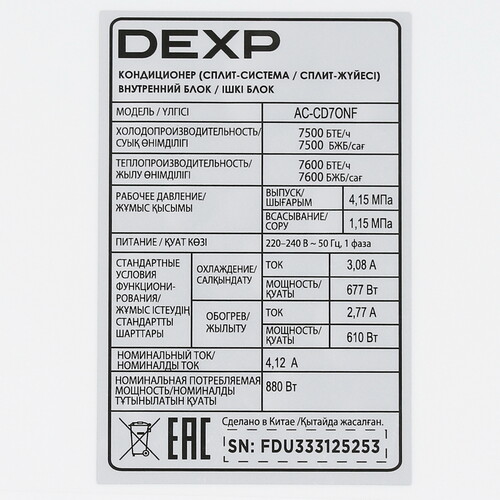 DEXP
КОНДИЦИОНЕР (СПЛИТ-СИСТЕМА / СПЛИТ-ЖҮЙЕСІ)
ВНУТРЕННИЙ БЛОК / ІШКІ БЛОК
МОДЕЛЬ / ҮЛГІСІ AC-CD7ONF
ХОЛОДОПРОИЗВОДИТЕЛЬНОСТЬ/ 7500 БТЕ/ч
СУЫҚ ӨНІМДІЛІГІ 7500 БЖБ/сағ
ТЕПЛОПРОИЗВОДИТЕЛЬНОСТЬ/ 7600 БТЕ/ч
ЖЫЛУ ӨНІМДІЛІГІ 7600 БЖБ/сағ
РАБОЧЕЕ ДАВЛЕНИЕ/
ЖҰМЫС ҚЫСЫМЫ
ВЫПУСК/
ШЫҒАРЫМ
4,15 МПа
ВСАСЫВАНИЕ/
СОРУ
1,15 МПа
ПИТАНИЕ / ҚУАТ КӨЗІ 220–240 В ~ 50 Гц, 1 фаза
СТАНДАРТНЫЕ
УСЛОВИЯ
ФУНКЦИОНИ-
РОВАНИЯ/
ЖҰМЫС ІСТЕУДІҢ
СТАНДАРТТЫ
ШАРТТАРЫ
ОХЛАЖДЕНИЕ/
САЛҚЫНДАТУ
ТОК 3,08 А
МОЩНОСТЬ/
ҚУАТЫ
677 Вт
ОБОГРЕВ/
ЖЫЛЫТУ
ТОК 2,77 А
МОЩНОСТЬ/
ҚУАТЫ
610 Вт
НОМИНАЛЬНЫЙ ТОК/
НОМИНАЛДЫ ТОК
4,12 А
НОМИНАЛЬНАЯ ПОТРЕБЛЯЕМАЯ
МОЩНОСТЬ/НОМИНАЛДЫ
ТҰТЫНЫЛАТЫН ҚУАТЫ
880 Вт
EAC
Сделано в Китае /Қытайда жасалған.
SN: FDU333125253